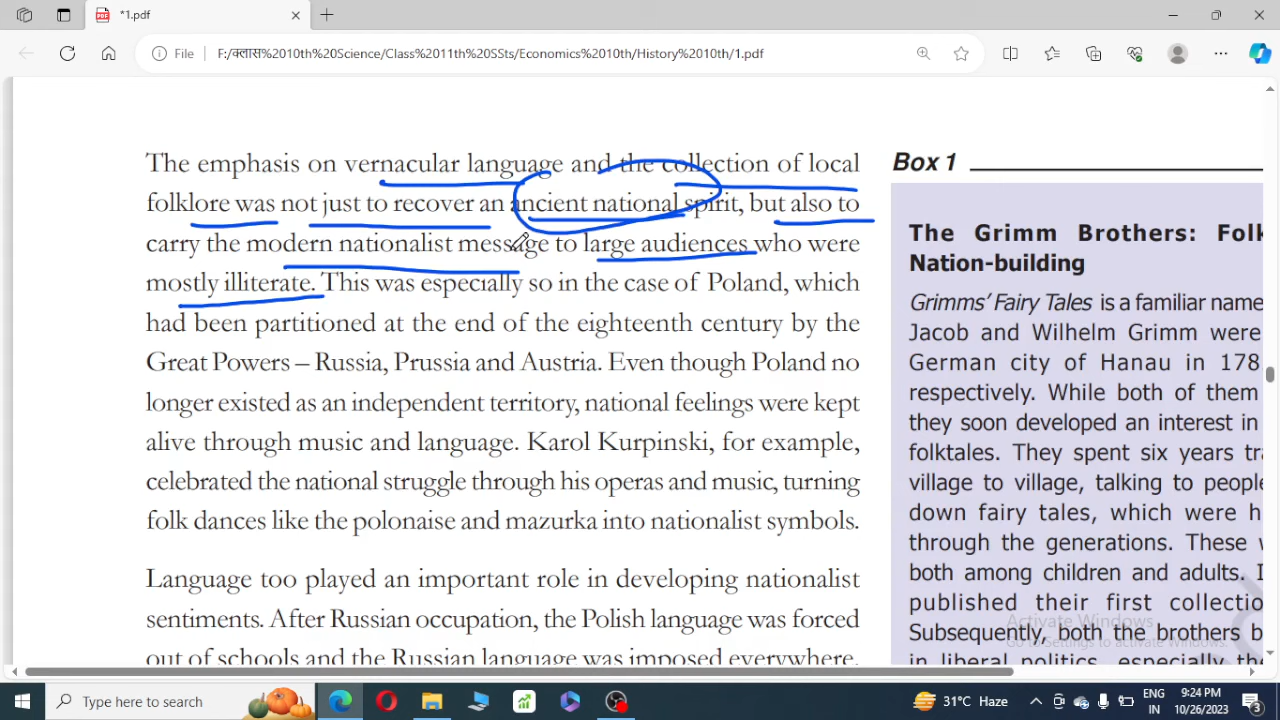 *1.pdf
File
F:/क्लास%2010th%20Science/Class%2011th%20SSts/Economics%2010th/History%2010th/1.pdf
The emphasis on vernacular language and the collection of local
folklore was not just to recover an ancient national spirit, but also to
carry the modern nationalist message to large audiences who were
mostly illiterate. This was especially so in the case of Poland, which
had been partitioned at the end of the eighteenth century by the
Great Powers – Russia, Prussia and Austria. Even though Poland no
longer existed as an independent territory, national feelings were kept
alive through music and language. Karol Kurpinski, for example,
celebrated the national struggle through his operas and music, turning
folk dances like the polonaise and mazurka into nationalist symbols.
Language too played an important role in developing nationalist
sentiments. After Russian occupation, the Polish language was forced
out of schools and the Russian language was imposed everywhere.
Box 1
The Grimm Brothers: Folk
Nation-building
Grimms' Fairy Tales is a familiar name
Jacob and Wilhelm Grimm were
German city of Hanau in 178
respectively. While both of them
they soon developed an interest in
folktales. They spent six years tra
village to village, talking to people
down fairy tales, which were h
through the generations. These w
both among children and adults. I
published their first collectio
Subsequently, both the brothers b
in liberal politics, especially the
Activate Windows
Go to Settings to activate Windows.
Type here to search
31°C Haze
ENG
IN
9:24 PM
10/26/2023
3